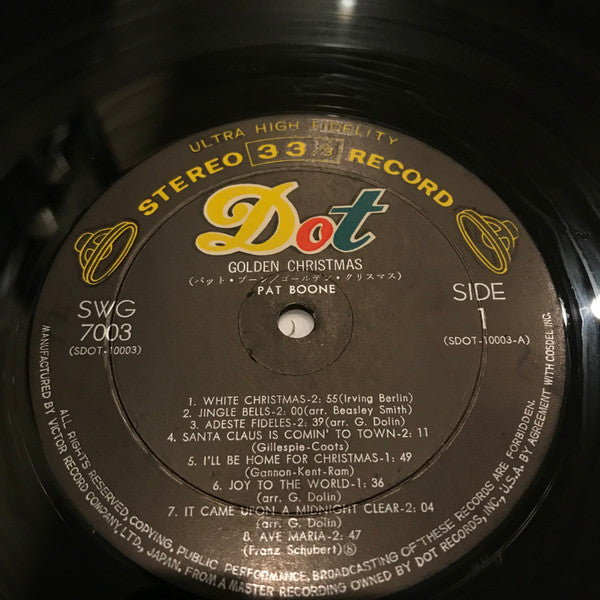 ULTRA HIGH FIDELITY
STEREO 33 1/3 RECORD
Dot
GOLDEN CHRISTMAS
(パット・ブーン/ゴールデン・クリスマス)
PAT BOONE
SWG
7003
(SDOT-10003)
SIDE
1
(SDOT-10003-A)
1. WHITE CHRISTMAS-2: 55(Irving Berlin)
2. JINGLE BELLS-2: 00(arr. Beasley Smith)
3. ADESTE FIDELES-2: 39(arr. G. Dolin)
4. SANTA CLAUS IS COMIN' TO TOWN-2: 11
(Gillespie-Coots)
5. I'LL BE HOME FOR CHRISTMAS-1: 49
(Gannon-Kent-Ram)
6. JOY TO THE WORLD-1: 36
(arr. G. Dolin)
7. IT CAME UPON A MIDNIGHT CLEAR-2: 04
(arr. G. Dolin)
8. AVE MARIA-2: 47
(Franz Schubert)ⓑ
MANUFACTURED BY VICTOR RECORD COMPANY, LTD., JAPAN. FROM A MASTER RECORDING OWNED BY DOT RECORDS, INC., U.S.A. BY AGREEMENT WITH COSDEL INC.
ALL RIGHTS RESERVED, COPYING, PUBLIC PERFORMANCE, BROADCASTING OF THESE RECORDS ARE FORBIDDEN.